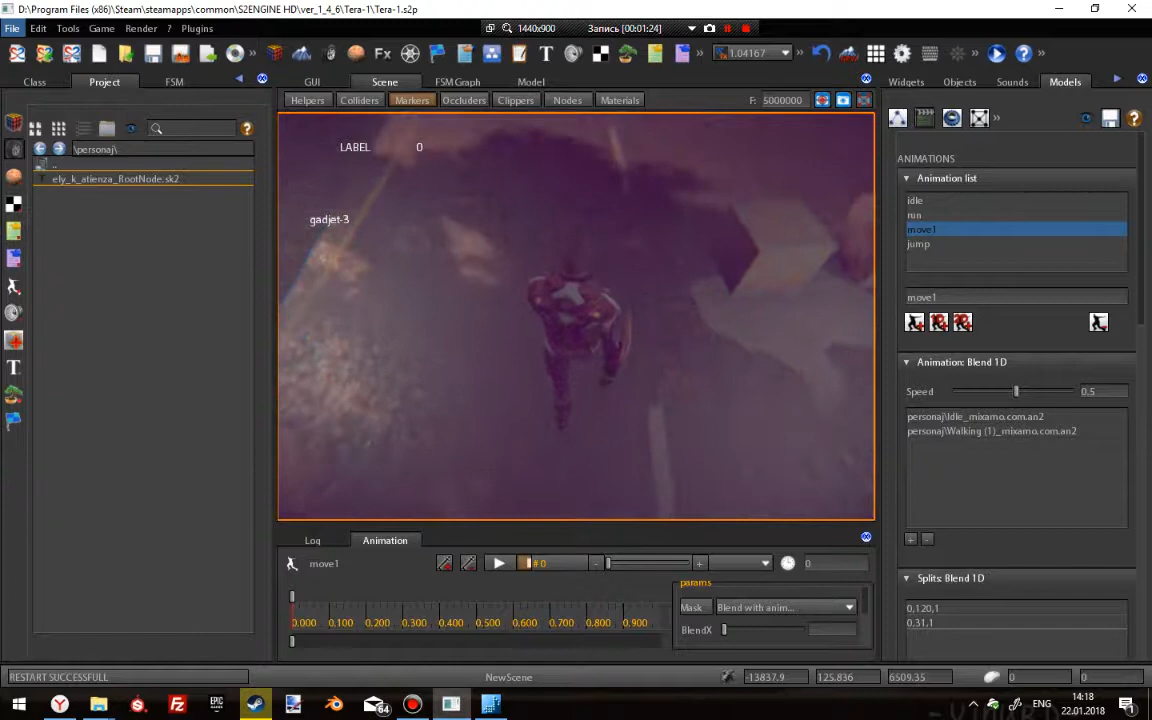 D:\Program Files (x86)\Steam\steamapps\common\S2ENGINE HD\ver_1_4_6\Tera-1\Tera-1.s2p
File Edit Tools Game Render ? Plugins
1440x900 Запись [00:01:24]
Fx T 1.04167
Class Project FSM
GUI Scene FSM Graph Model
Widgets Objects Sounds Models
Helpers Colliders Markers Occluders Clippers Nodes Materials F: 5000000
\personaj\
..
ely_k_atienza_RootNode.sk2
LABEL 0
gadjet-3
ANIMATIONS
Animation list
idle
run
move1
jump
move1
Animation: Blend 1D
Speed 0.5
personaj\Idle_mixamo.com.an2
personaj\Walking (1)_mixamo.com.an2
+ -
Splits: Blend 1D
0,120,1
0,31,1
Log Animation
move1 # 0 - + 0
params
Mask Blend with anim...
BlendX
0.000 0.100 0.200 0.300 0.400 0.500 0.600 0.700 0.800 0.900
RESTART SUCCESSFULL NewScene -13837.9 125.836 6509.35 0 0
EPIC GAMES 64 ENG 14:18
22.01.2018